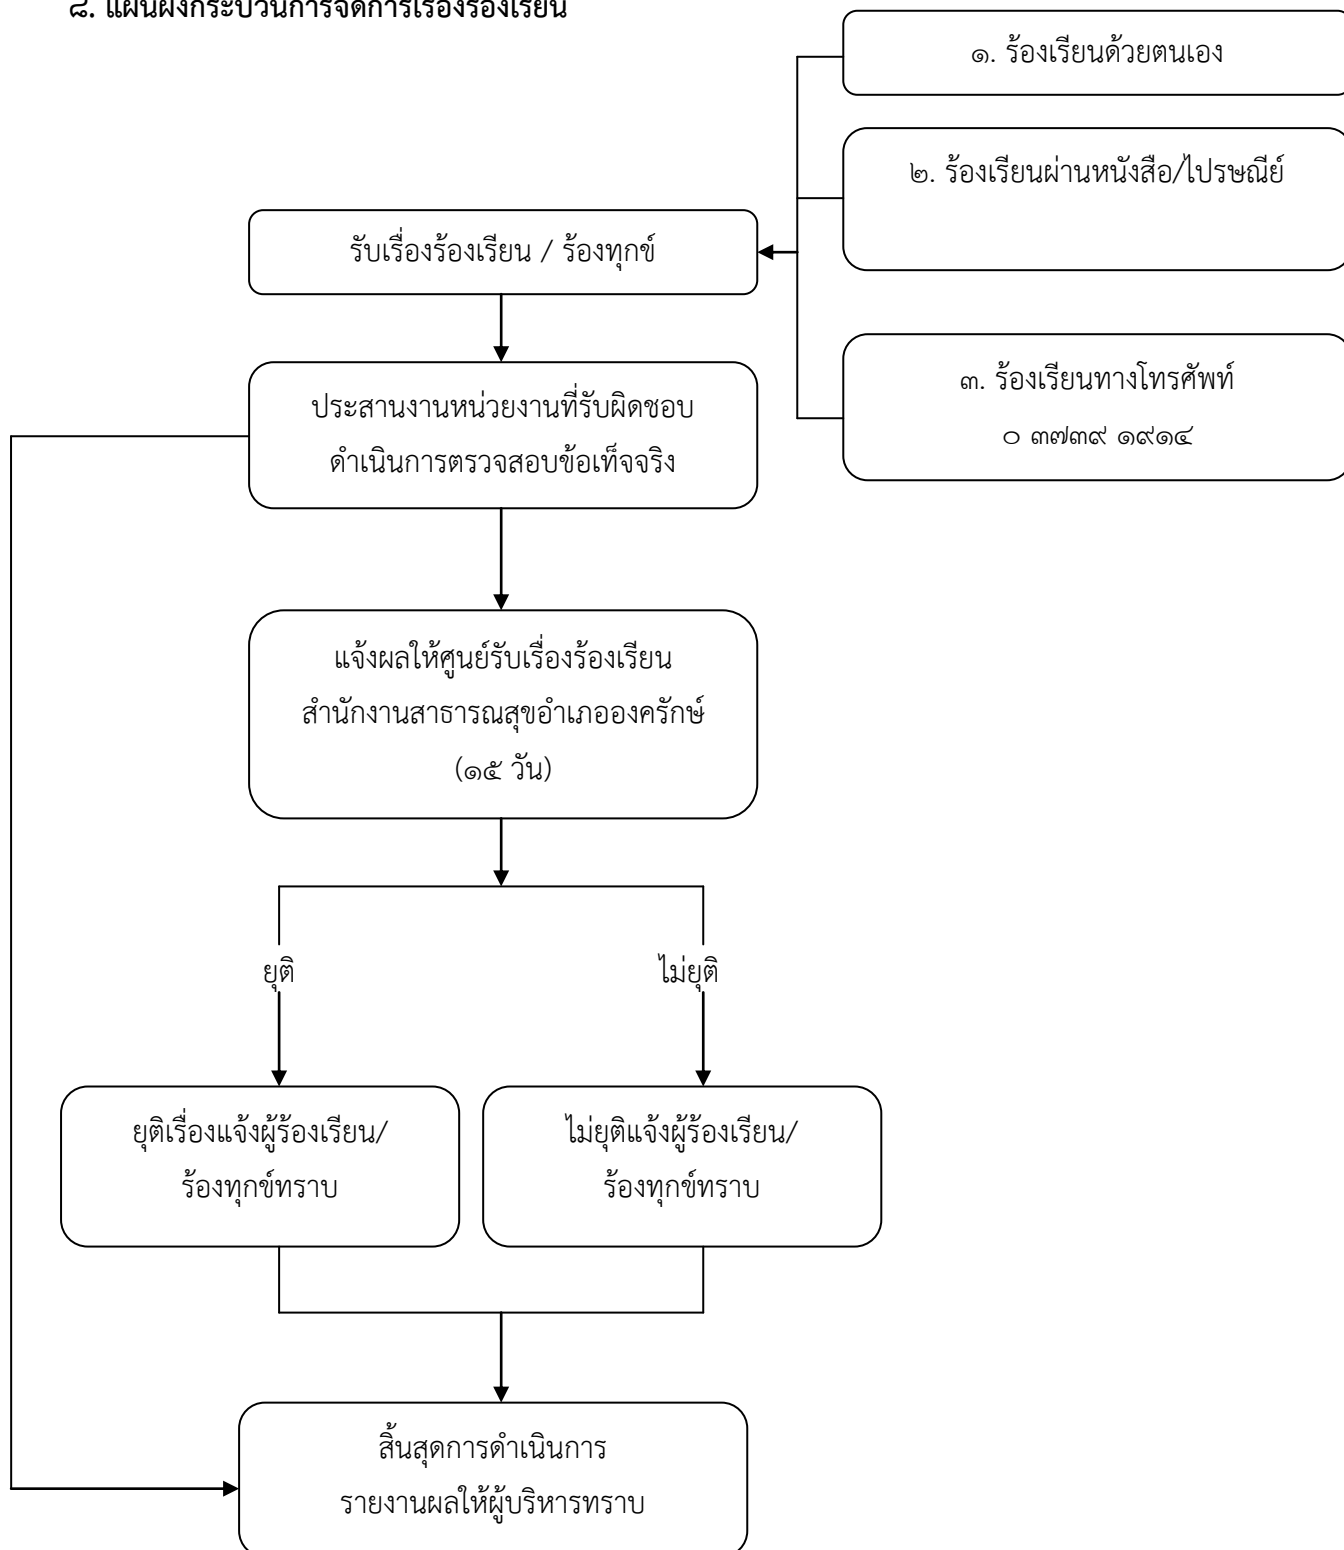 ๘. แผนผังกระบวนการจัดการเรื่องร้องเรียน
๑. ร้องเรียนด้วยตนเอง
๒. ร้องเรียนผ่านหนังสือ/ไปรษณีย์
รับเรื่องร้องเรียน / ร้องทุกข์
๓. ร้องเรียนทางโทรศัพท์
๐ ๓๗๓๙ ๑๙๑๔
ประสานงานหน่วยงานที่รับผิดชอบ
ดำเนินการตรวจสอบข้อเท็จจริง
แจ้งผลให้ศูนย์รับเรื่องร้องเรียน
สำนักงานสาธารณสุขอำเภอองครักษ์
(๑๕ วัน)
ยุติ
ไม่ยุติ
ยุติเรื่องแจ้งผู้ร้องเรียน/
ร้องทุกข์ทราบ
ไม่ยุติแจ้งผู้ร้องเรียน/
ร้องทุกข์ทราบ
สิ้นสุดการดำเนินการ
รายงานผลให้ผู้บริหารทราบ